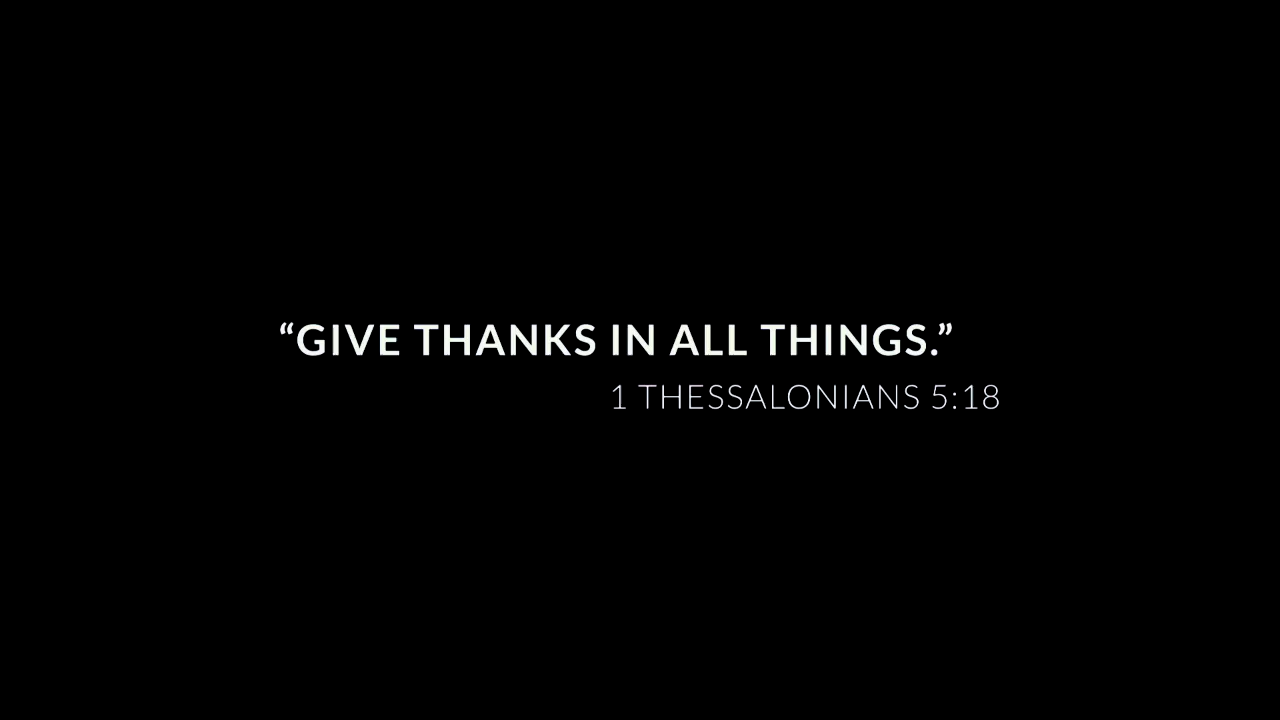 “GIVE THANKS IN ALL THINGS.”
1 THESSALONIANS 5:18